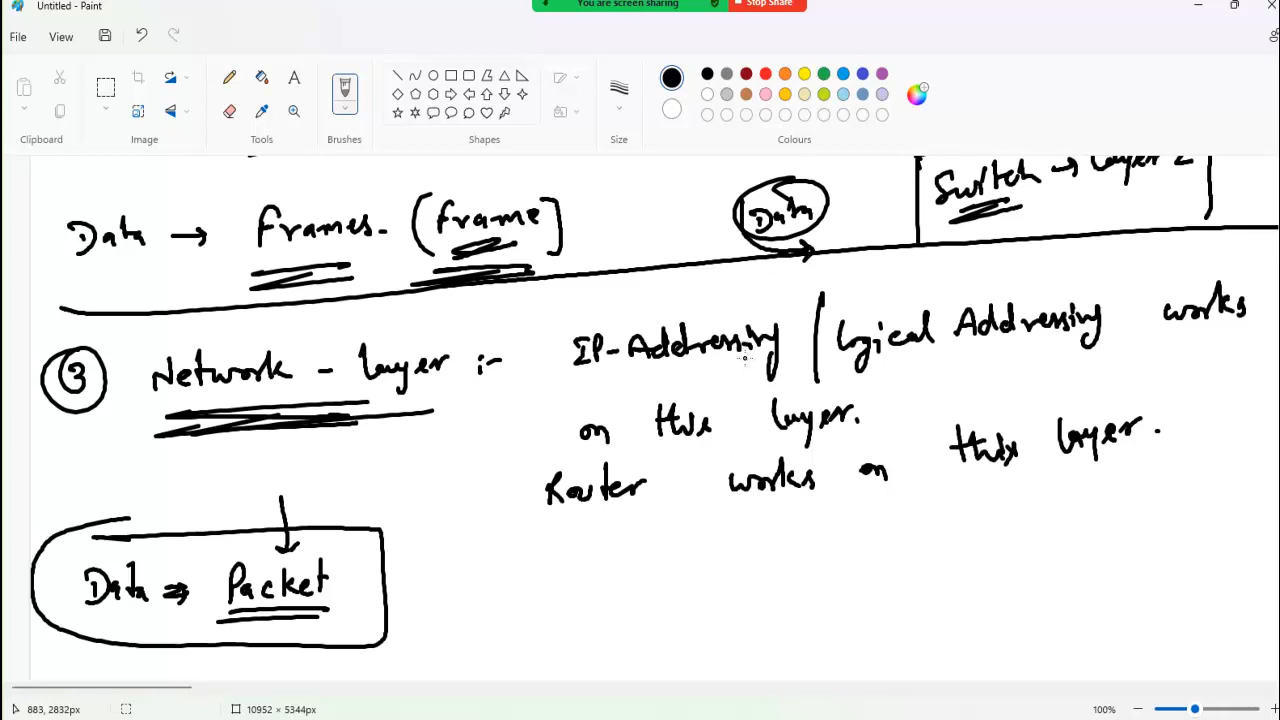 Untitled - Paint
You are screen sharing
Stop Share
File View
Clipboard Image Tools Brushes Shapes Size Colours
Switch → Layer 2
Data → Frames. (Frame]
Data
③ Network - layer :- IP-Addressing | Logical Addressing works
on this layer.
Router works on this layer.
Data ⇒ Packet
883, 2832px 10952 × 5344px 100%